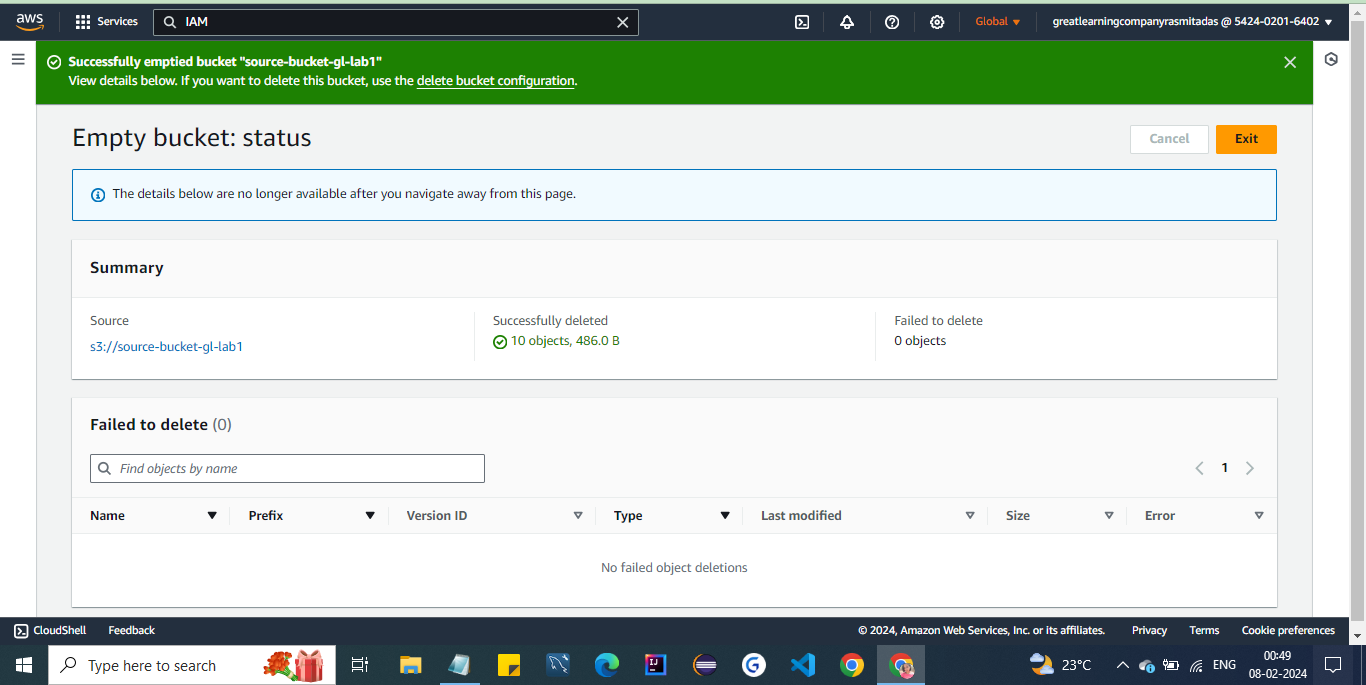 aws Services IAM Global greatlearningcompanyrasmitadas @ 5424-0201-6402
Successfully emptied bucket "source-bucket-gl-lab1"
View details below. If you want to delete this bucket, use the delete bucket configuration.
Empty bucket: status
Cancel Exit
The details below are no longer available after you navigate away from this page.
Summary
Source Successfully deleted Failed to delete
s3://source-bucket-gl-lab1 10 objects, 486.0 B 0 objects
Failed to delete (0)
Find objects by name 1
Name Prefix Version ID Type Last modified Size Error
No failed object deletions
CloudShell Feedback © 2024, Amazon Web Services, Inc. or its affiliates. Privacy Terms Cookie preferences
Type here to search 23°C ENG 00:49
08-02-2024